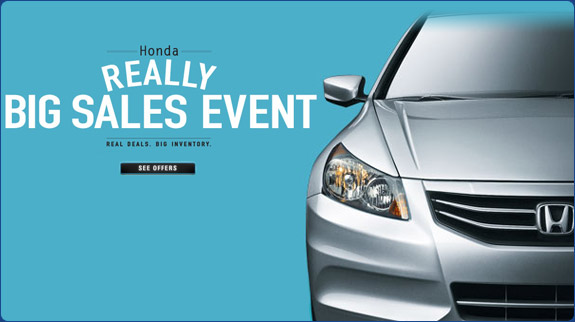 Honda
REALLY
BIG SALES EVENT
REAL DEALS. BIG INVENTORY.
SEE OFFERS